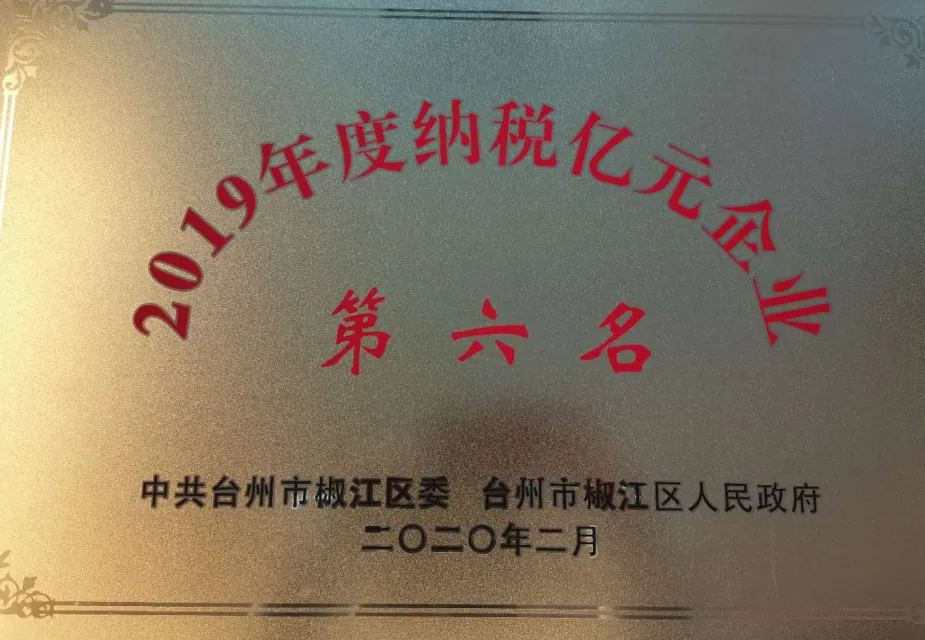 2019年度纳税亿元企业
第六名
中共台州市椒江区委 台州市椒江区人民政府
二〇二〇年二月